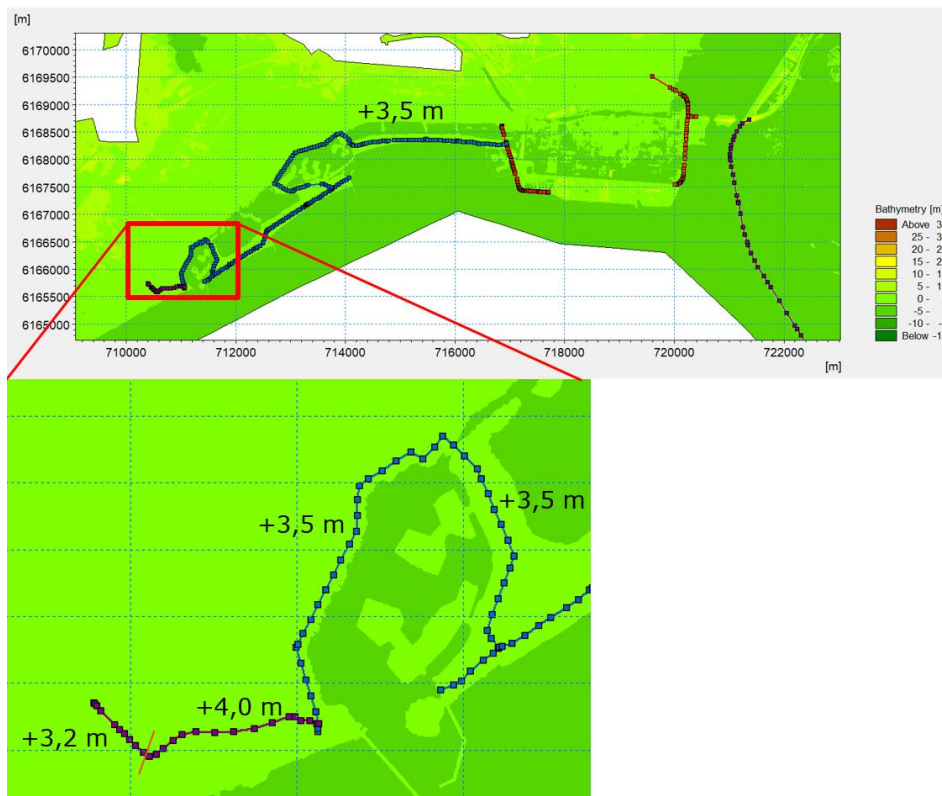 [m]
6170000
6169500
6169000
6168500
6168000
6167500
6167000
6166500
6166000
6165500
6165000
+3,5 m
710000
712000
714000
716000
718000
720000
722000
[m]
Bathymetry [m]
Above 3
25 - 3
20 - 2
15 - 2
10 - 1
5 - 1
0 -
-5 -
-10 - -
Below -1
+3,5 m
+3,5 m
+4,0 m
+3,2 m